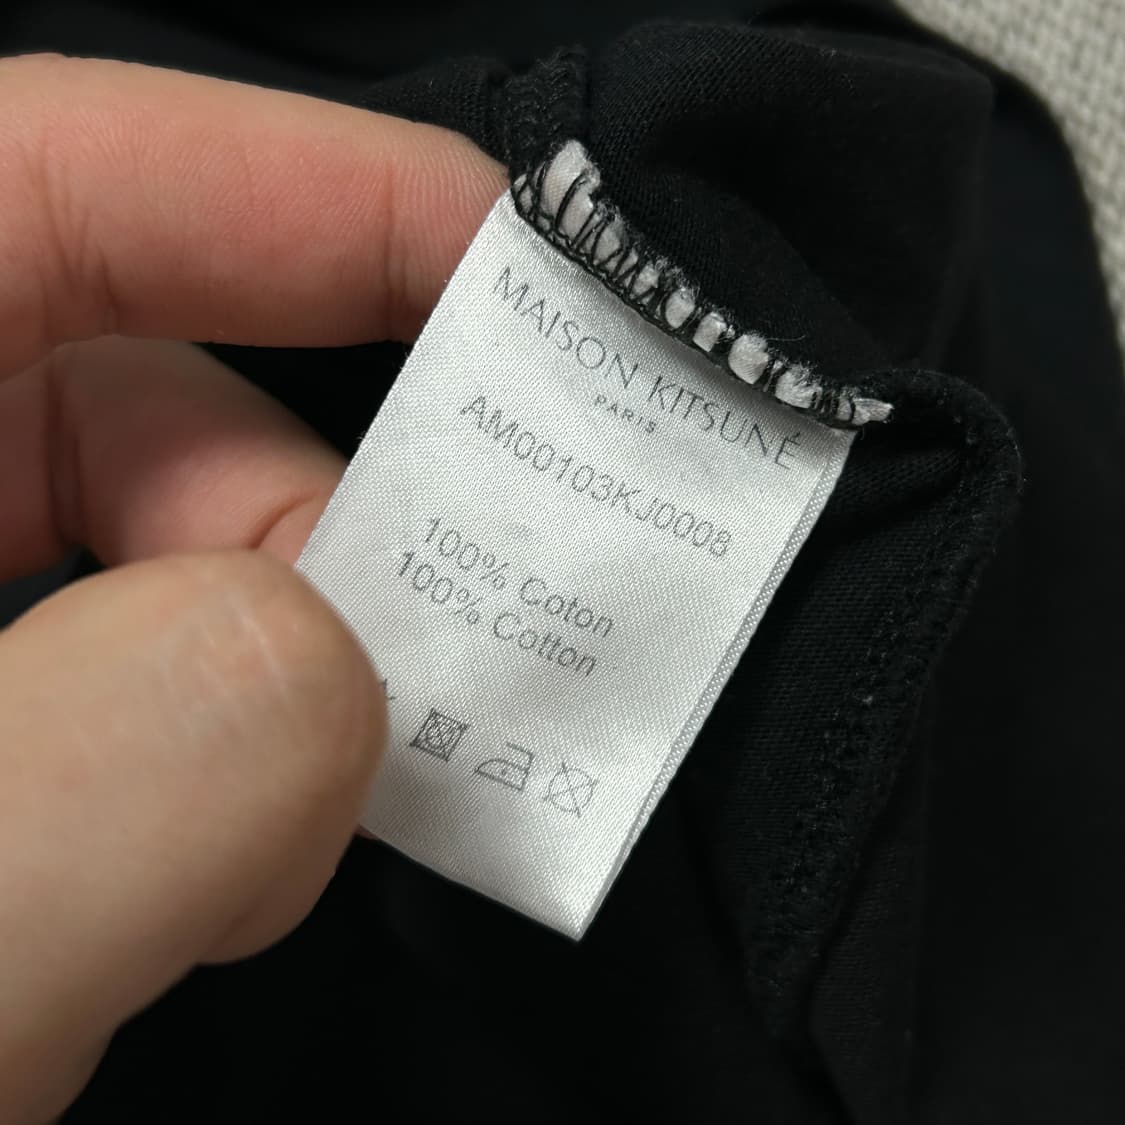 MAISON KITSUNÉ
PARIS
AM00103KJ0008
100% Coton
100% Cotton